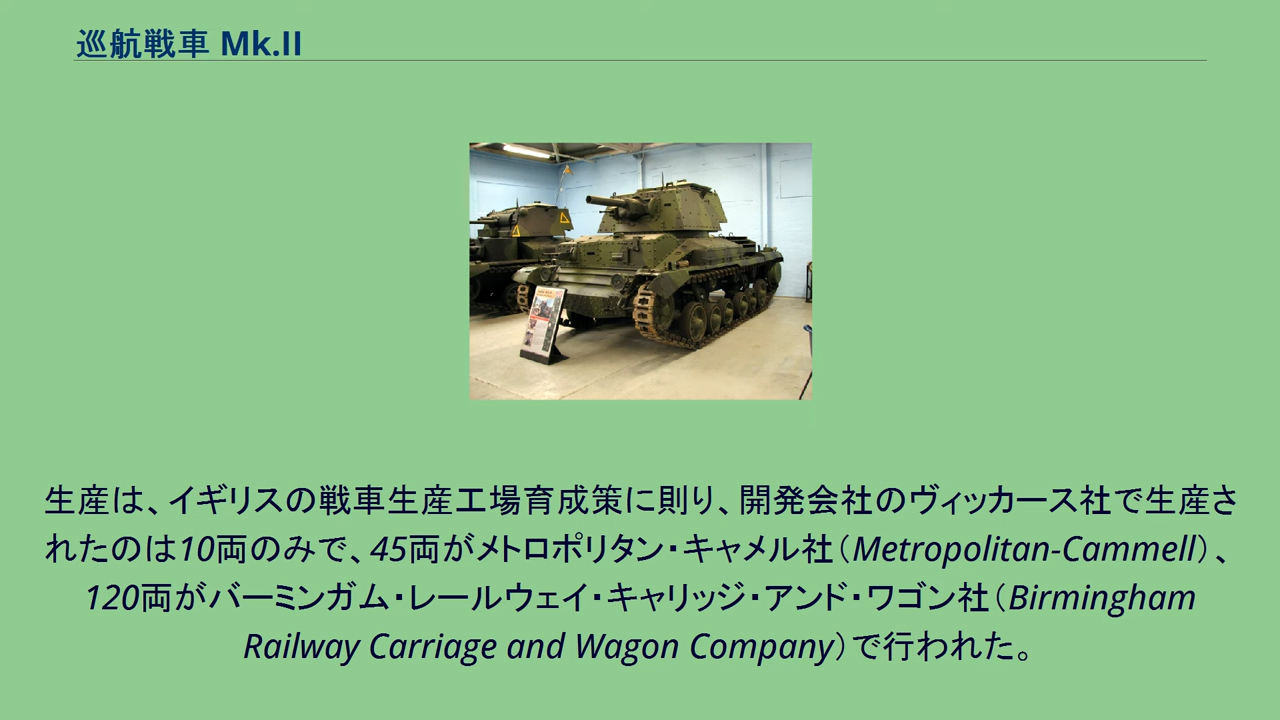 巡航戦車 Mk.II
生産は、イギリスの戦車生産工場育成策に則り、開発会社のヴィッカース社で生産さ
れたのは10両のみで、45両がメトロポリタン・キャメル社（Metropolitan-Cammell）、
120両がバーミンガム・レールウェイ・キャリッジ・アンド・ワゴン社（Birmingham
Railway Carriage and Wagon Company）で行われた。